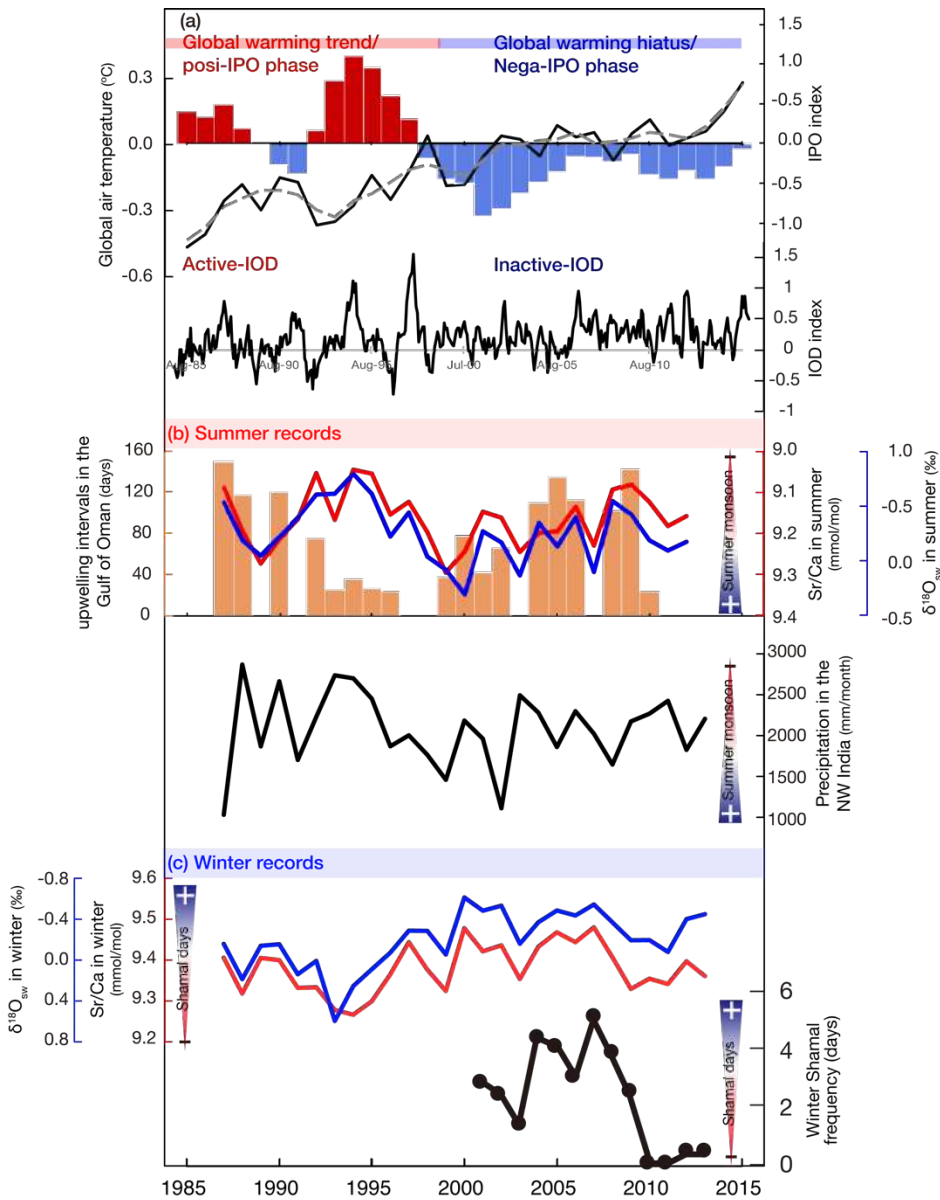 (a)
Global warming trend/
posi-IPO phase
Global warming hiatus/
Nega-IPO phase
Global air temperature (°C)
0.3
0.0
-0.3
-0.6
IPO index
1.5
1.0
-0.5
0.0
-0.5
-1.0
Active-IOD
Inactive-IOD
IOD index
1.5
1
0.5
0
-0.5
-1
Aug-85
Aug-90
Aug-95
Jul-00
Aug-05
Aug-10
(b) Summer records
upwelling intervals in the
Gulf of Oman (days)
160
120
80
40
0
Summer monsoon
+
9.0
9.1
9.2
9.3
9.4
Sr/Ca in summer
(mmol/mol)
1.0
-0.5
0.0
-0.5
δ¹⁸Osw in summer (‰)
Summer monsoon
+
3000
2500
2000
1500
1000
Precipitation in the
NW India (mm/month)
(c) Winter records
δ¹⁸Osw in winter (‰)
-0.8
-0.4
0.0
0.4
0.8
Sr/Ca in winter
(mmol/mol)
9.6
9.5
9.4
9.3
9.2
+
Shamal days
+
Shamal days
6
4
2
0
Winter Shamal
frequency (days)
1985
1990
1995
2000
2005
2010
2015